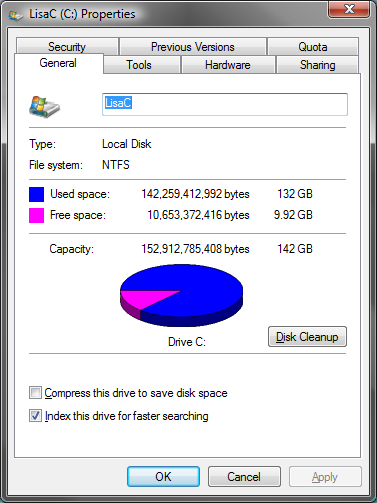 LisaC (C:) Properties
Security Previous Versions Quota
General Tools Hardware Sharing
LisaC
Type: Local Disk
File system: NTFS
Used space: 142,259,412,992 bytes 132 GB
Free space: 10,653,372,416 bytes 9.92 GB
Capacity: 152,912,785,408 bytes 142 GB
Drive C:
Disk Cleanup
Compress this drive to save disk space
Index this drive for faster searching
OK Cancel Apply